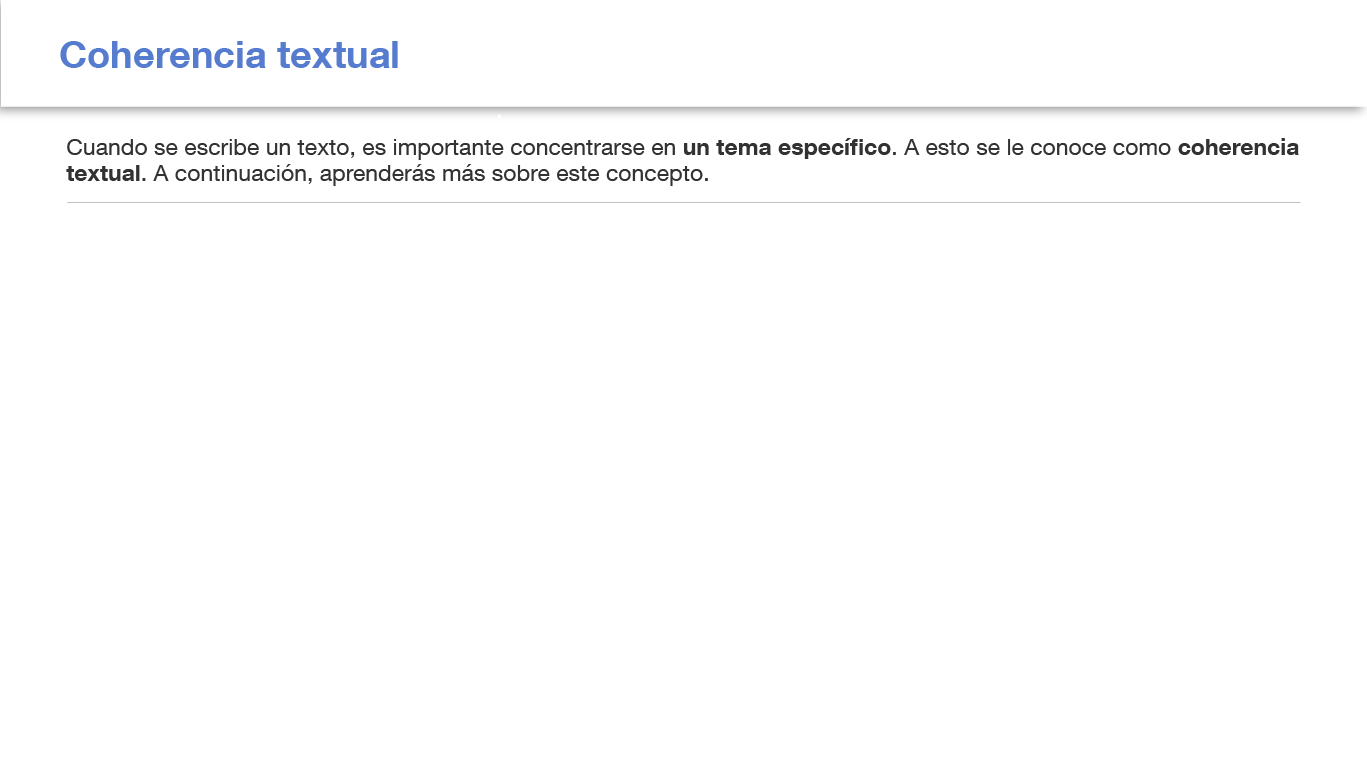 Coherencia textual
Cuando se escribe un texto, es importante concentrarse en un tema específico. A esto se le conoce como coherencia
textual. A continuación, aprenderás más sobre este concepto.